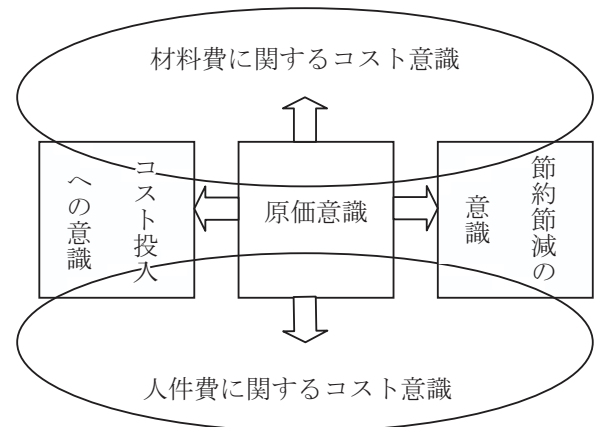 材料費に関するコスト意識
コスト投入
への意識
原価意識
節約節減の
意識
人件費に関するコスト意識